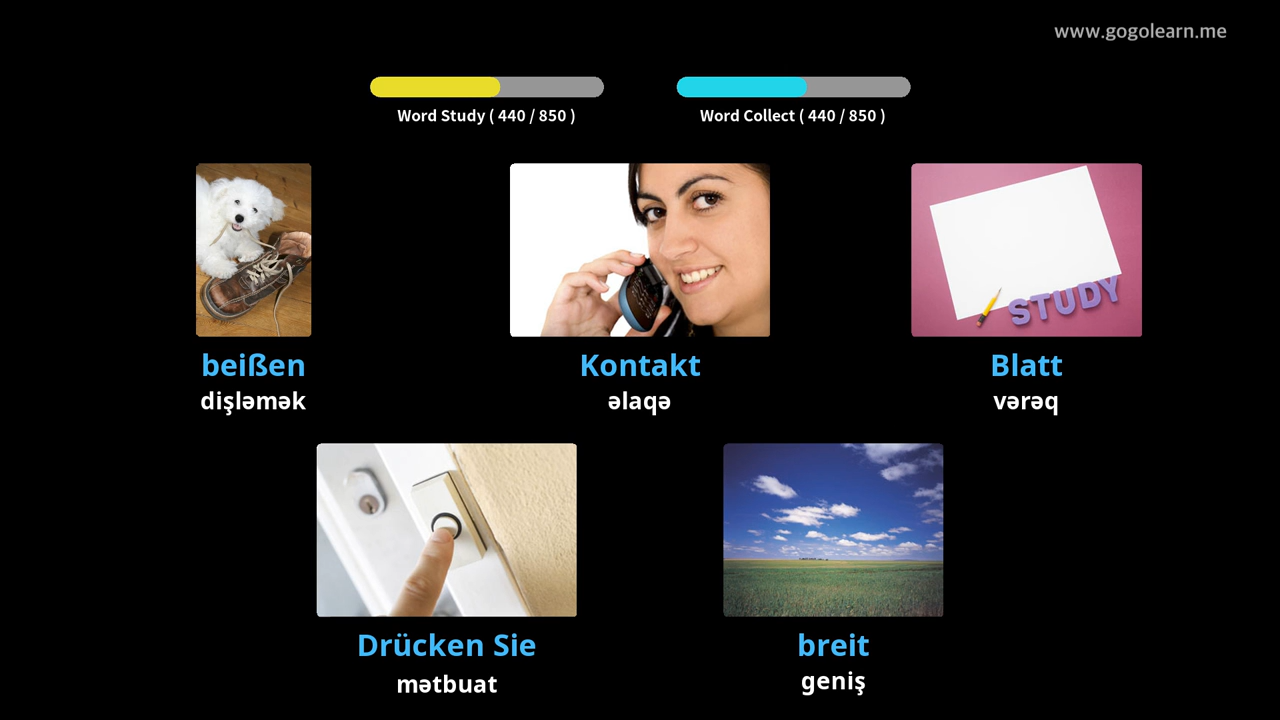 www.gogolearn.me
Word Study ( 440 / 850 )
Word Collect ( 440 / 850 )
beißen
dişləmək
Kontakt
əlaqə
STUDY
Blatt
vərəq
Drücken Sie
mətbuat
breit
geniş